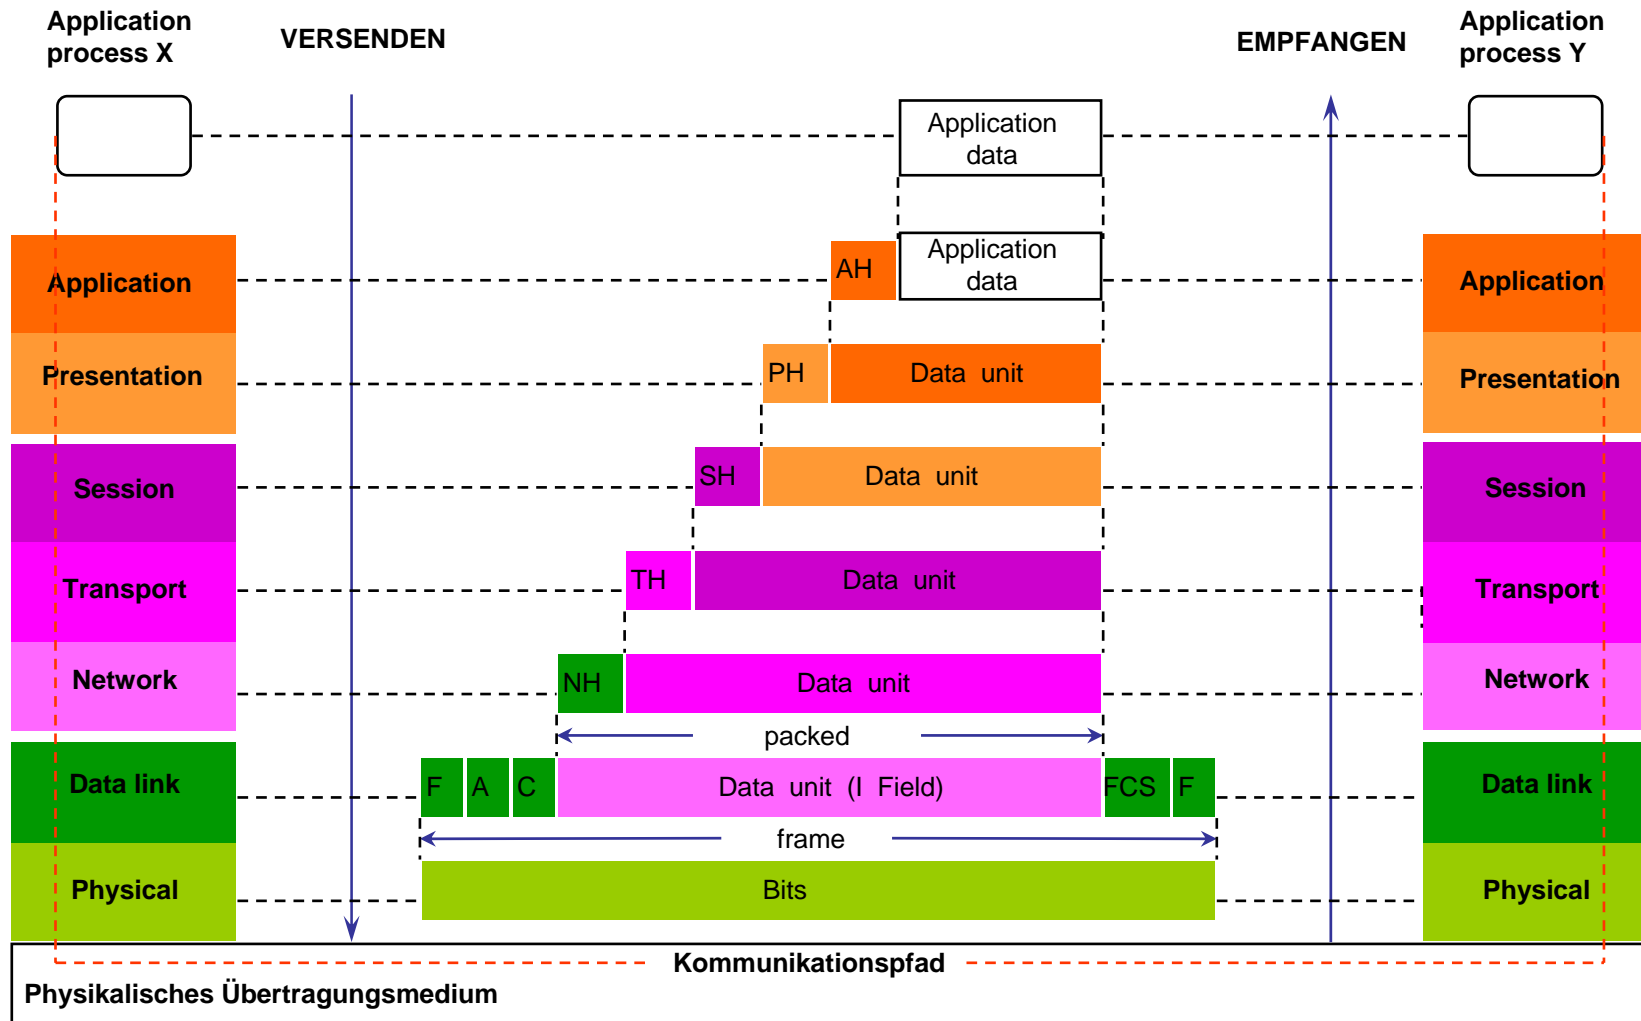 Application
process X
VERSENDEN
EMPFANGEN
Application
process Y
Application
data
Application
AH
Application
data
Application
Presentation
PH
Data unit
Presentation
Session
SH
Data unit
Session
Transport
TH
Data unit
Transport
Network
NH
Data unit
Network
packed
Data link
F
A
C
Data unit (I Field)
FCS
F
Data link
frame
Physical
Bits
Physical
Kommunikationspfad
Physikalisches Übertragungsmedium